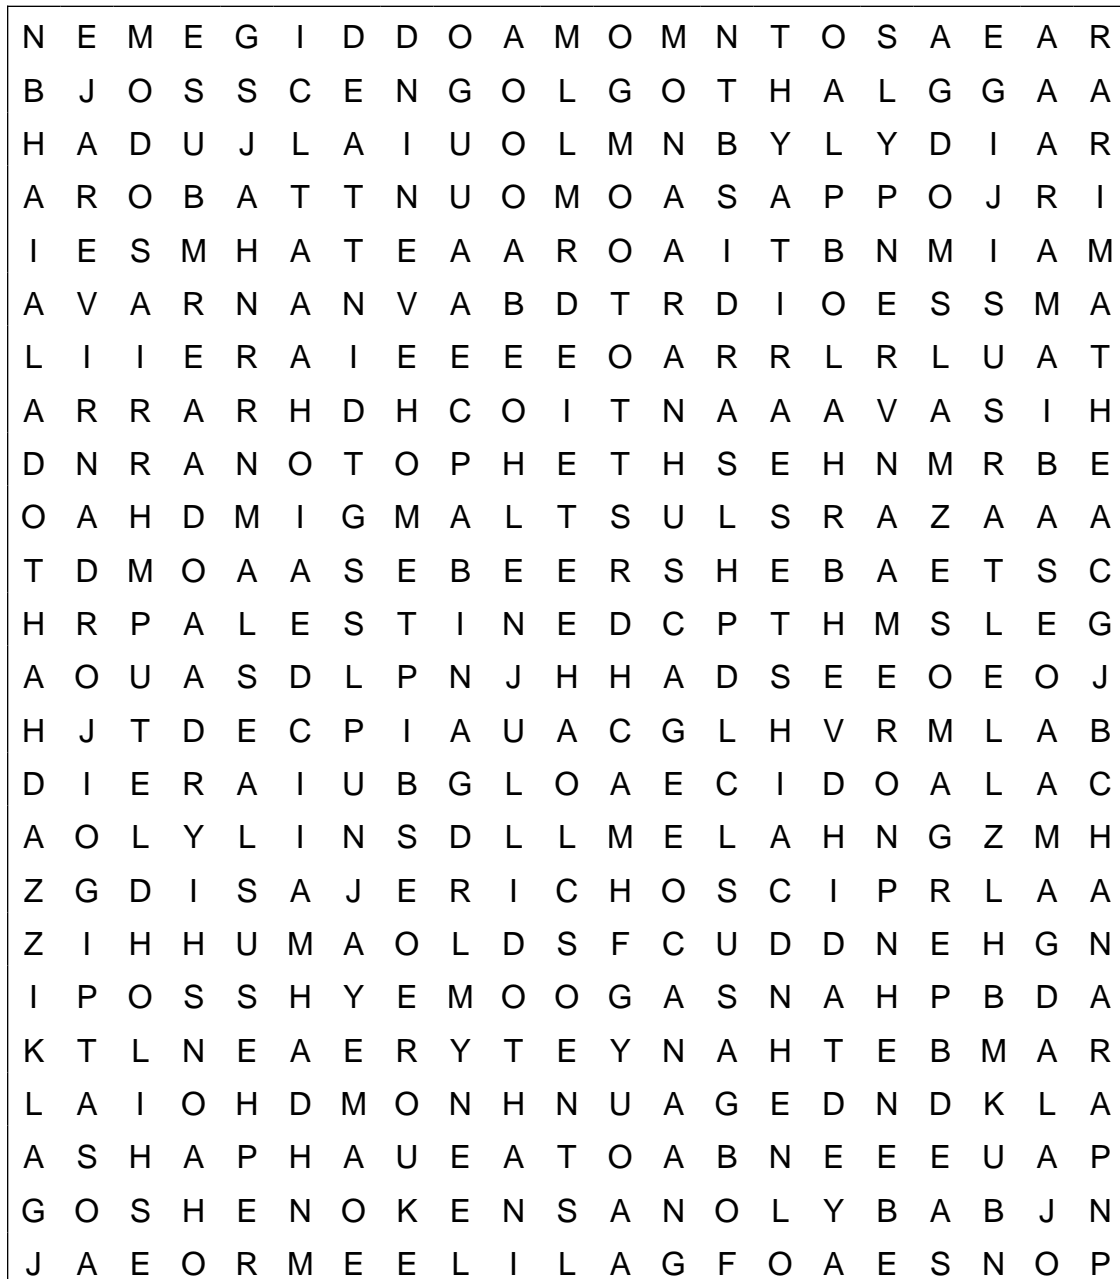 N E M E G I D D O A M O M N T O S A E A R
B J O S S C E N G O L G O T H A L G G A A
H A D U J L A I U O L M N B Y L Y D I A R
A R O B A T T N U O M O A S A P P O J R I
I E S M H A T E A A R O A I T B N M I A M
A V A R N A N V A B D T R D I O E S S M A
L I I E R A I E E E E O A R R L R L U A T
A R R A R H D H C O I T N A A A V A S I H
D N R A N O T O P H E T H S E H N M R B E
O A H D M I G M A L T S U L S R A Z A A A
T D M O A A S E B E E R S H E B A E T S C
H R P A L E S T I N E D C P T H M S L E G
A O U A S D L P N J H H A D S E E O E O J
H J T D E C P I A U A C G L H V R M L A B
D I E R A I U B G L O A E C I D O A L A C
A O L Y L I N S D L L M E L A H N G Z M H
Z G D I S A J E R I C H O S C I P R L A A
Z I H H U M A O L D S F C U D D N E H G N
I P O S S H Y E M O O G A S N A H P B D A
K T L N E A E R Y T E Y N A H T E B M A R
L A I O H D M O N H N U A G E D N D K L A
A S H A P H A U E A T O A B N E E E U A P
G O S H E N O K E N S A N O L Y B A B J N
J A E O R M E E L I L A G F O A E S N O P